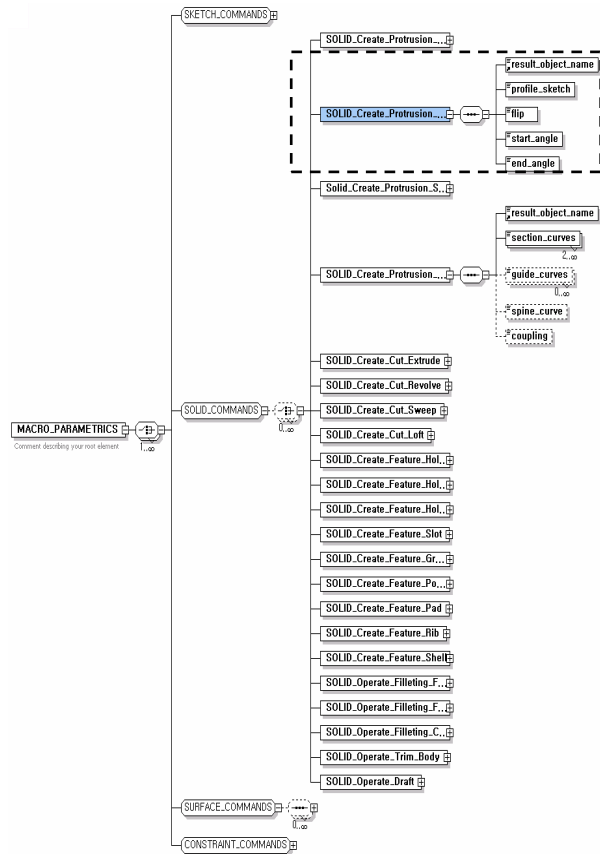 SKETCH_COMMANDS
SOLID_Create_Protrusion_...
result_object_name
profile_sketch
SOLID_Create_Protrusion_...
flip
start_angle
end_angle
Solid_Create_Protrusion_S...
result_object_name
section_curves
2..∞
SOLID_Create_Protrusion_...
guide_curves
0..∞
spine_curve
coupling
SOLID_Create_Cut_Extrude
SOLID_Create_Cut_Revolve
SOLID_COMMANDS
0..∞
SOLID_Create_Cut_Sweep
MACRO_PARAMETRICS
Comment describing your root element
1..∞
SOLID_Create_Cut_Loft
SOLID_Create_Feature_Hol...
SOLID_Create_Feature_Hol...
SOLID_Create_Feature_Hol...
SOLID_Create_Feature_Slot
SOLID_Create_Feature_Gr...
SOLID_Create_Feature_Po...
SOLID_Create_Feature_Pad
SOLID_Create_Feature_Rib
SOLID_Create_Feature_Shell
SOLID_Operate_Filleting_F...
SOLID_Operate_Filleting_F...
SOLID_Operate_Filleting_C...
SOLID_Operate_Trim_Body
SOLID_Operate_Draft
SURFACE_COMMANDS
0..∞
CONSTRAINT_COMMANDS